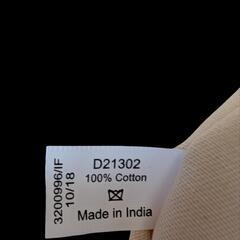 D21302
100% Cotton
Made in India
3200996/IF
10/18